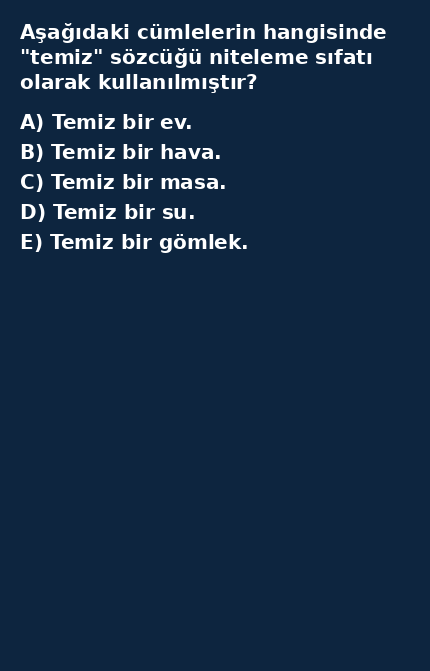 Aşağıdaki cümlelerin hangisinde
"temiz" sözcüğü niteleme sıfatı
olarak kullanılmıştır?
A) Temiz bir ev.
B) Temiz bir hava.
C) Temiz bir masa.
D) Temiz bir su.
E) Temiz bir gömlek.